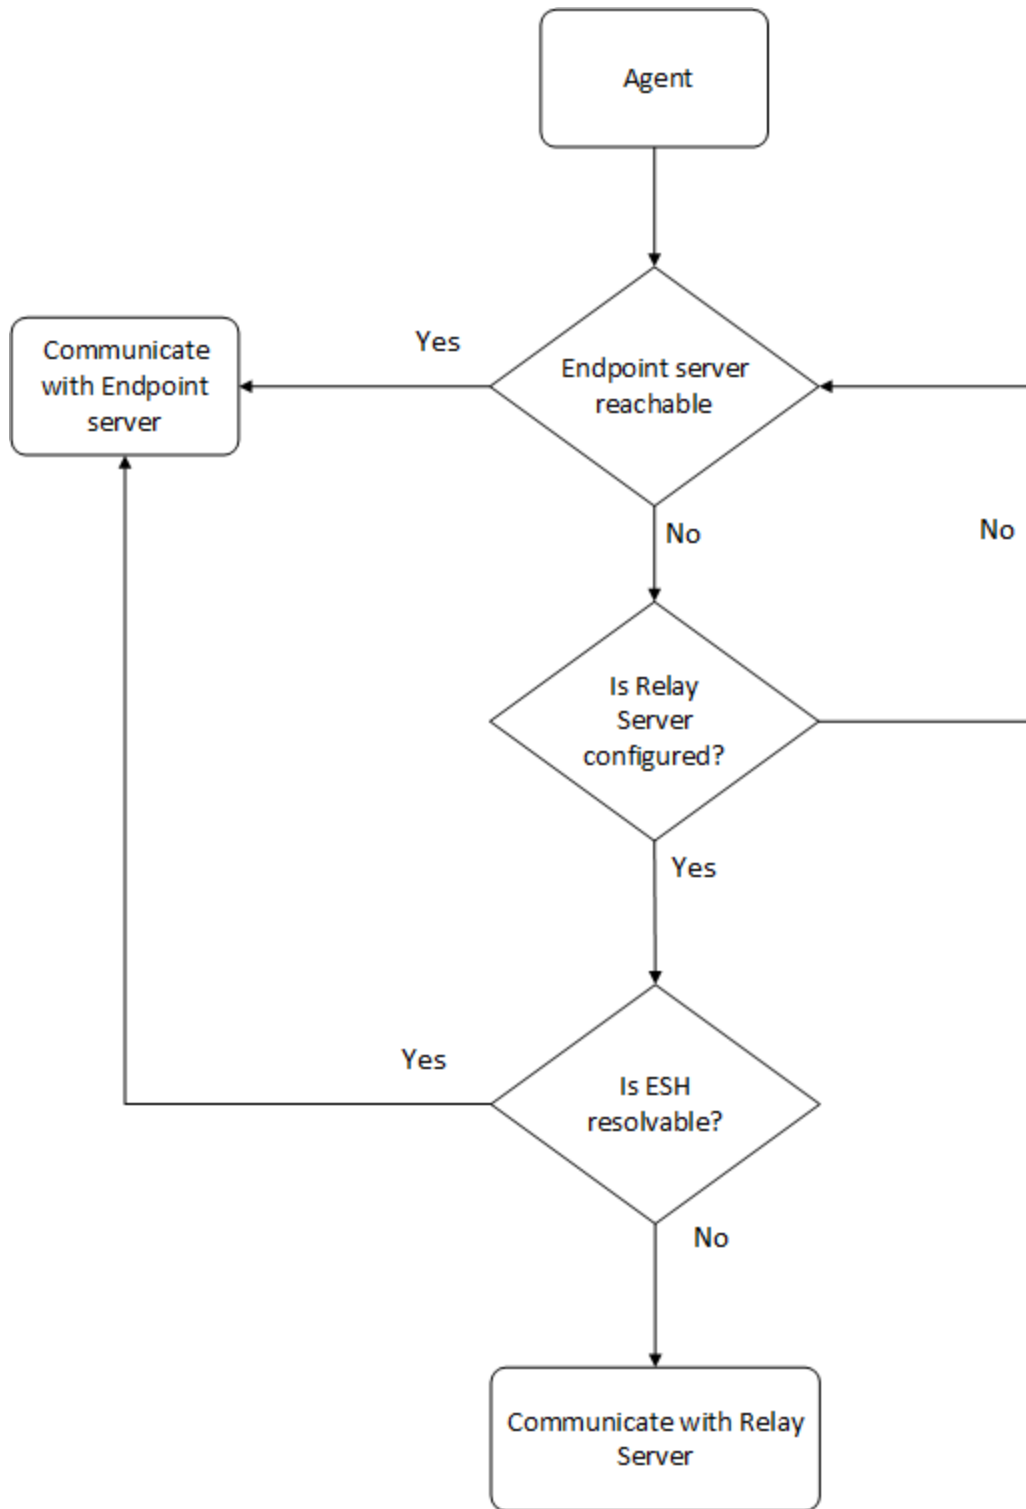 Agent
Yes
Communicate
with Endpoint
server
Endpoint server
reachable
No
No
Is Relay
Server
configured?
Yes
Yes
Is ESH
resolvable?
No
Communicate with Relay
Server